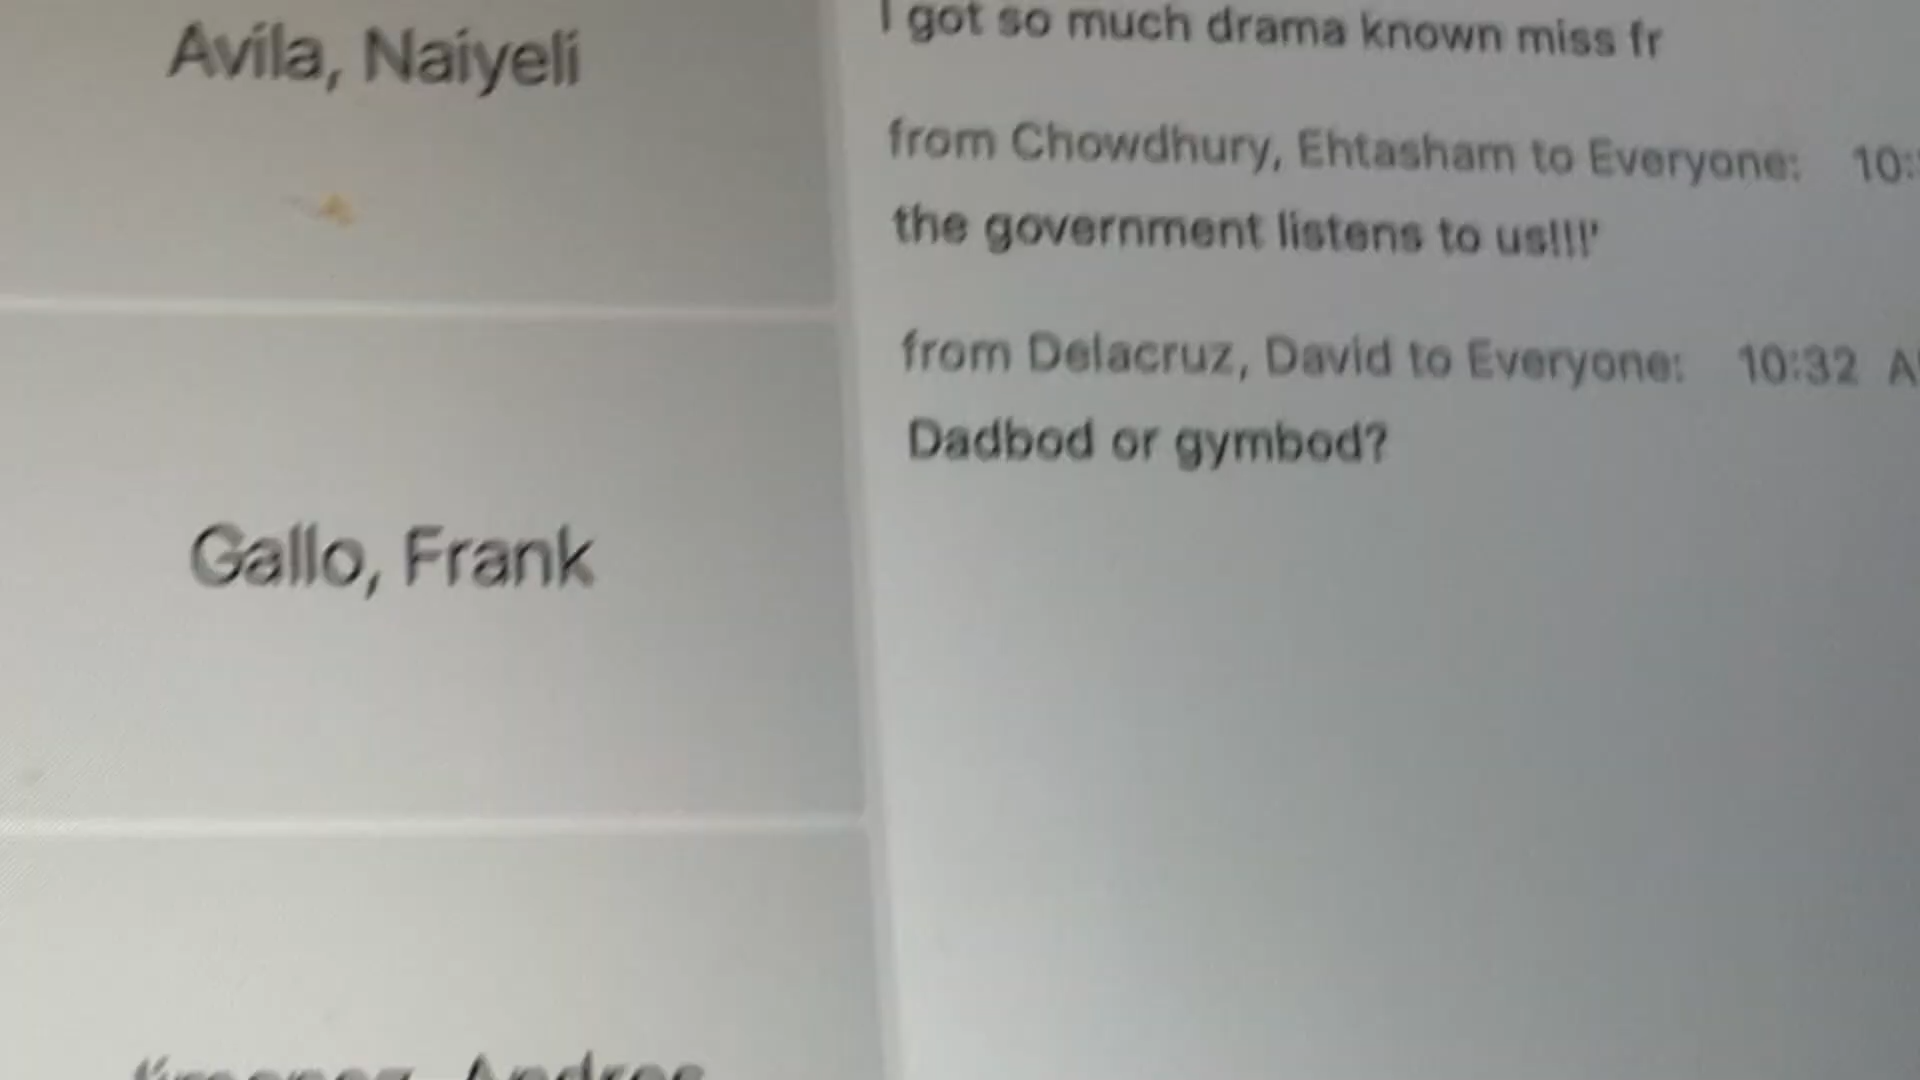 Avila, Naiyeli
Gallo, Frank
I got so much drama known miss fr
from Chowdhury, Ehtasham to Everyone: 10:
the government listens to us!!!'
from Delacruz, David to Everyone: 10:32 A
Dadbod or gymbod?